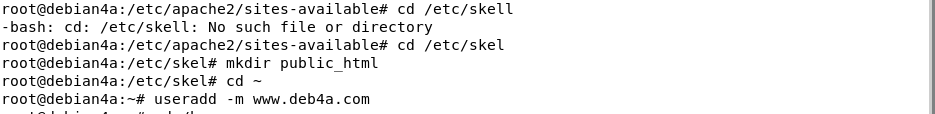 root@debian4a:/etc/apache2/sites-available# cd /etc/skell
-bash: cd: /etc/skell: No such file or directory
root@debian4a:/etc/apache2/sites-available# cd /etc/skel
root@debian4a:/etc/skel# mkdir public_html
root@debian4a:/etc/skel# cd ~
root@debian4a:~# useradd -m www.deb4a.com